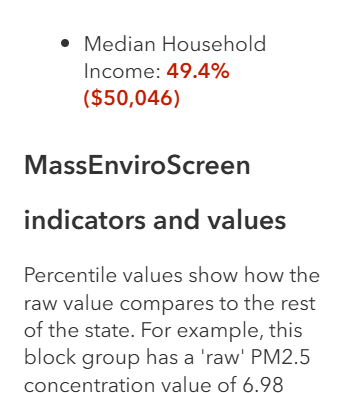 • Median Household
Income: 49.4%
($50,046)
MassEnviroScreen
indicators and values
Percentile values show how the
raw value compares to the rest
of the state. For example, this
block group has a 'raw' PM2.5
concentration value of 6.98